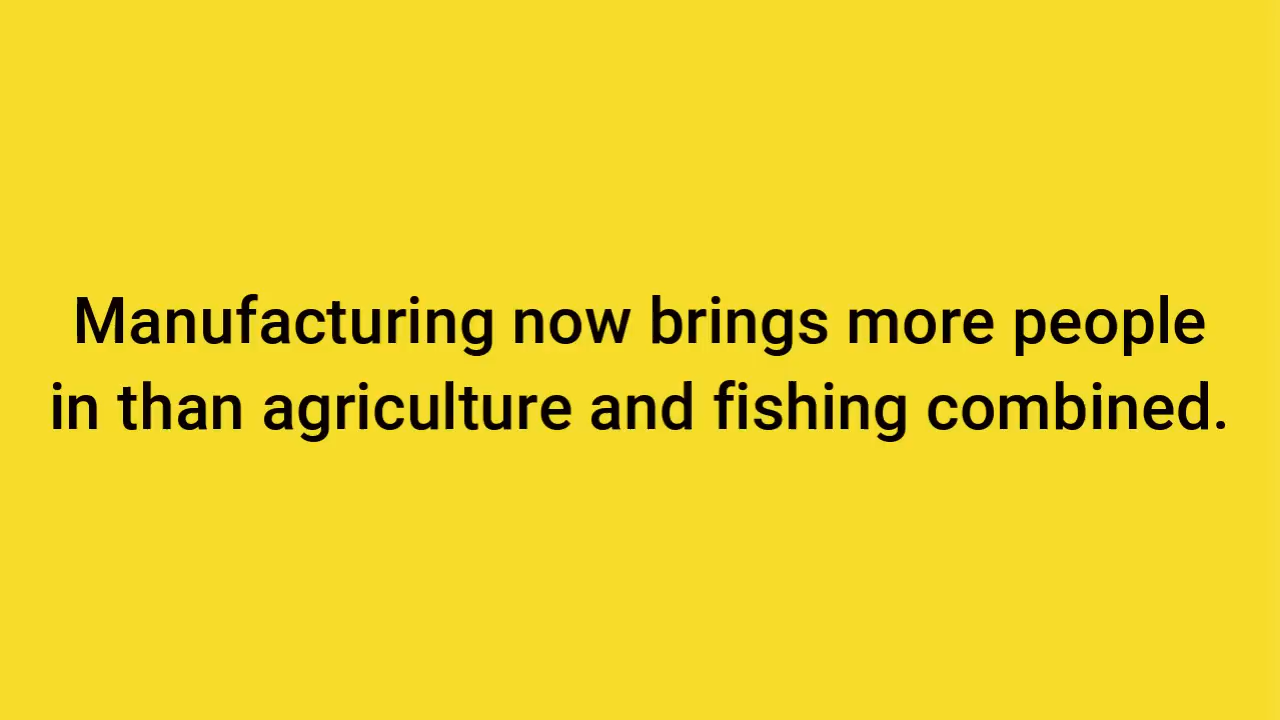 Manufacturing now brings more people
in than agriculture and fishing combined.